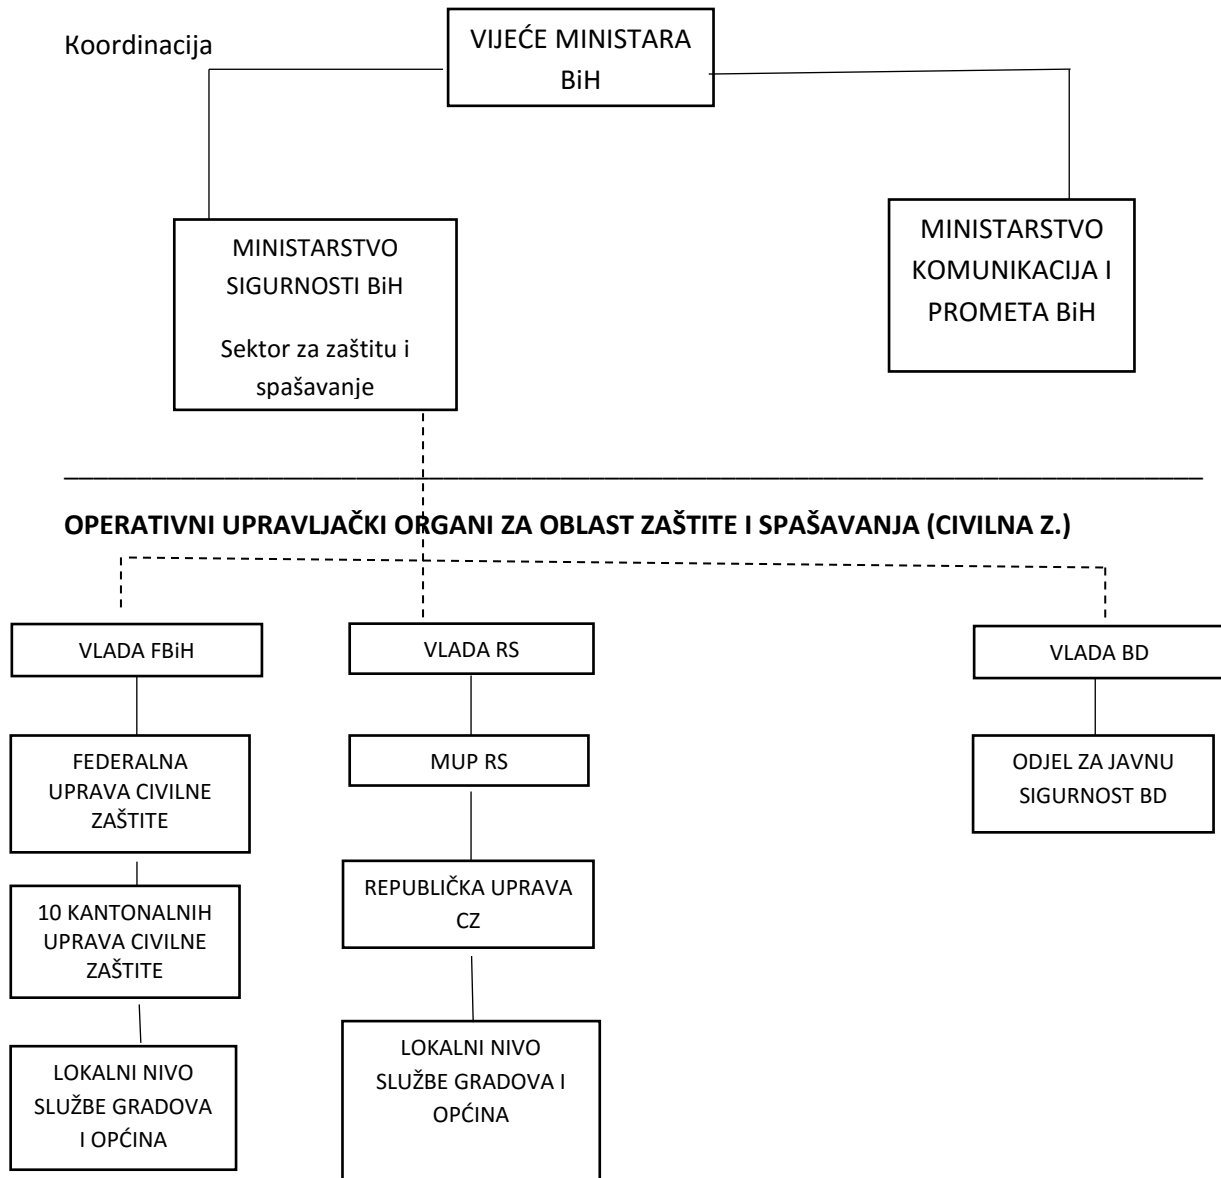 Koordinacija
VIJEĆE MINISTARA
BiH
MINISTARSTVO
SIGURNOSTI BiH
Sektor za zaštitu i
spašavanje
MINISTARSTVO
KOMUNIKACIJA I
PROMETA BiH
OPERATIVNI UPRAVLJAČKI ORGANI ZA OBLAST ZAŠTITE I SPAŠAVANJA (CIVILNA Z.)
VLADA FBiH
VLADA RS
VLADA BD
FEDERALNA
UPRAVA CIVILNE
ZAŠTITE
MUP RS
ODJEL ZA JAVNU
SIGURNOST BD
10 KANTONALNIH
UPRAVA CIVILNE
ZAŠTITE
REPUBLIČKA UPRAVA
CZ
LOKALNI NIVO
SLUŽBE GRADOVA
I OPĆINA
LOKALNI NIVO
SLUŽBE GRADOVA I
OPĆINA